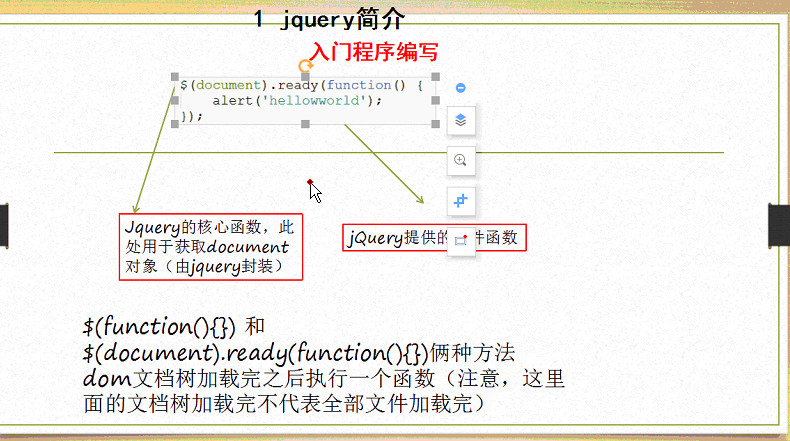 1 jquery简介
入门程序编写
$(document).ready(function() {
alert('hellowworld');
});
Jquery的核心函数，此
处用于获取document
对象（由jquery封装）
jQuery提供的 件函数
$(function(){}) 和
$(document).ready(function(){})俩种方法
dom文档树加载完之后执行一个函数（注意，这里
面的文档树加载完不代表全部文件加载完）